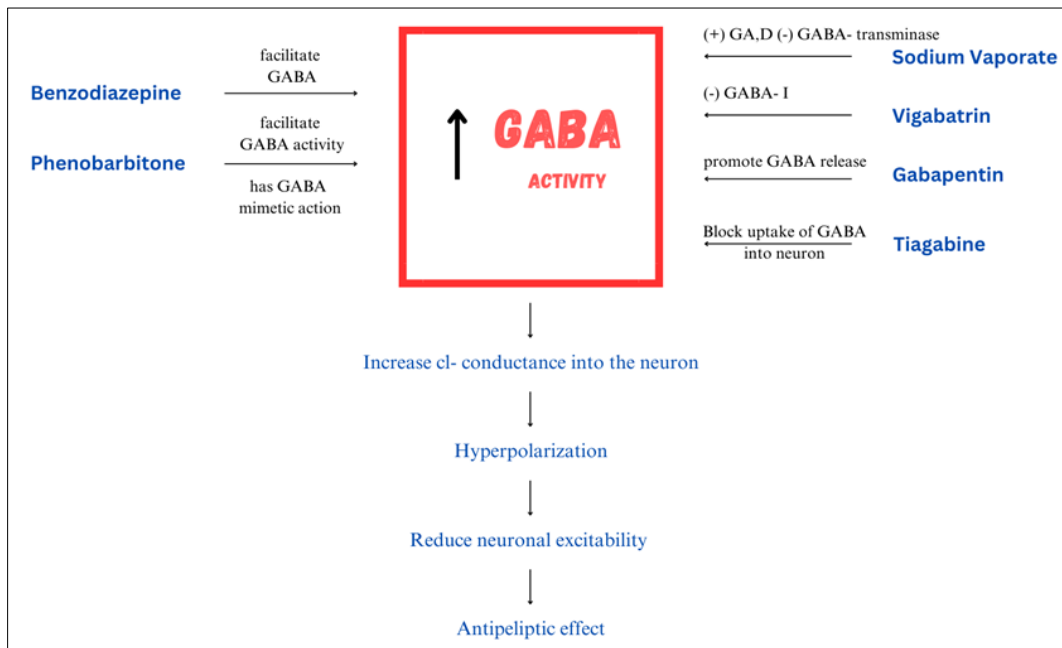 Benzodiazepine
facilitate
GABA
Phenobarbitone
facilitate
GABA activity
has GABA
mimetic action
GABA
ACTIVITY
(+) GA,D (-) GABA- transminase
Sodium Vaporate
(-) GABA- I
Vigabatrin
promote GABA release
Gabapentin
Block uptake of GABA
into neuron
Tiagabine
Increase cl- conductance into the neuron
Hyperpolarization
Reduce neuronal excitability
Antipeliptic effect